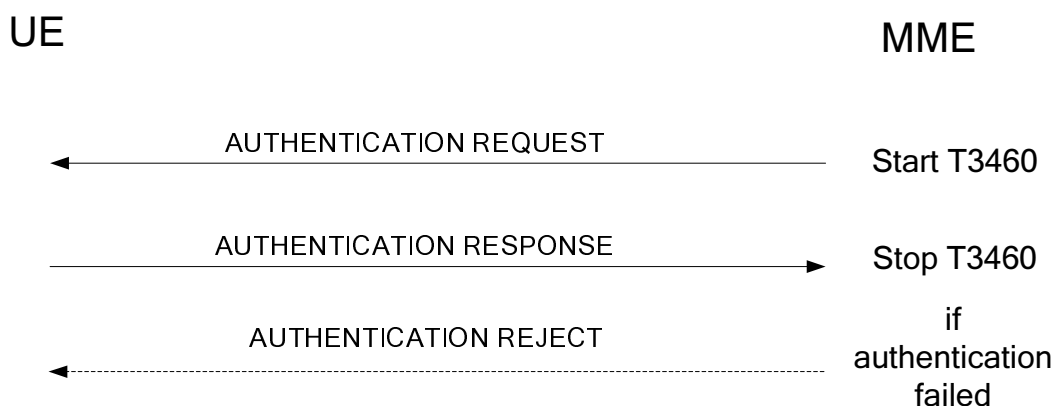 UE
MME
AUTHENTICATION REQUEST
Start T3460
AUTHENTICATION RESPONSE
Stop T3460
AUTHENTICATION REJECT
if
authentication
failed